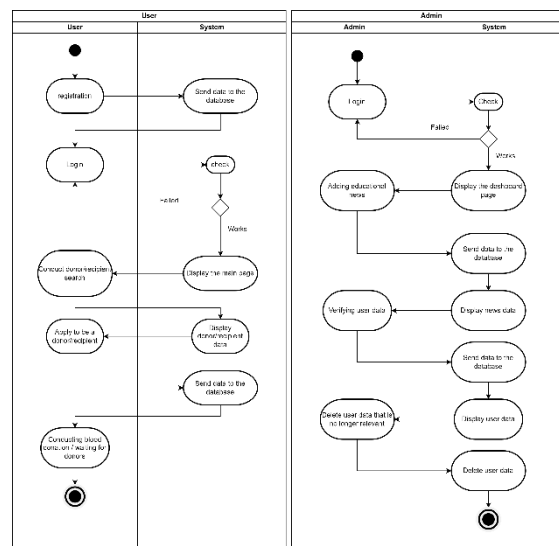 User
User
System
registration
Send data to the
database
Login
check
Failed
Works
Conduct donor/recipient
search
Display the main page
Apply to be a
donor/recipient
Display
donor/recipient
data
Send data to the
database
Conducting blood
donation / waiting for
donors
Admin
Admin
System
Login
Check
Failed
Works
Adding educational
news
Display the dashboard
page
Send data to the
database
Verifying user data
Display news data
Send data to the
database
Delete user data that is
no longer relevant
Display user data
Delete user data